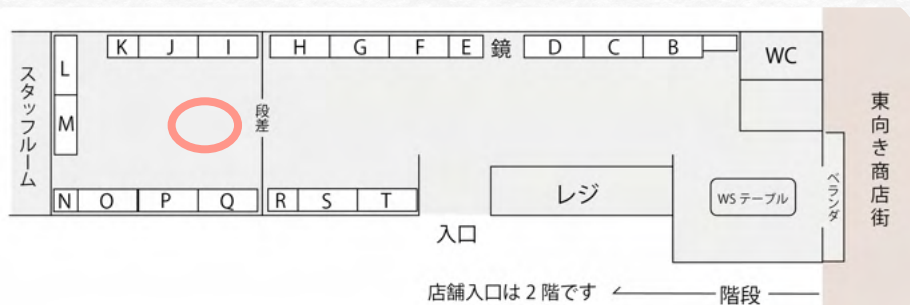 K J I
H G F E 鏡 D C B
WC
L
M
スタッフルーム
段差
東向き商店街
N O P Q
R S T
レジ
WS テーブル
ベランダ
入口
店舗入口は 2 階です
階段